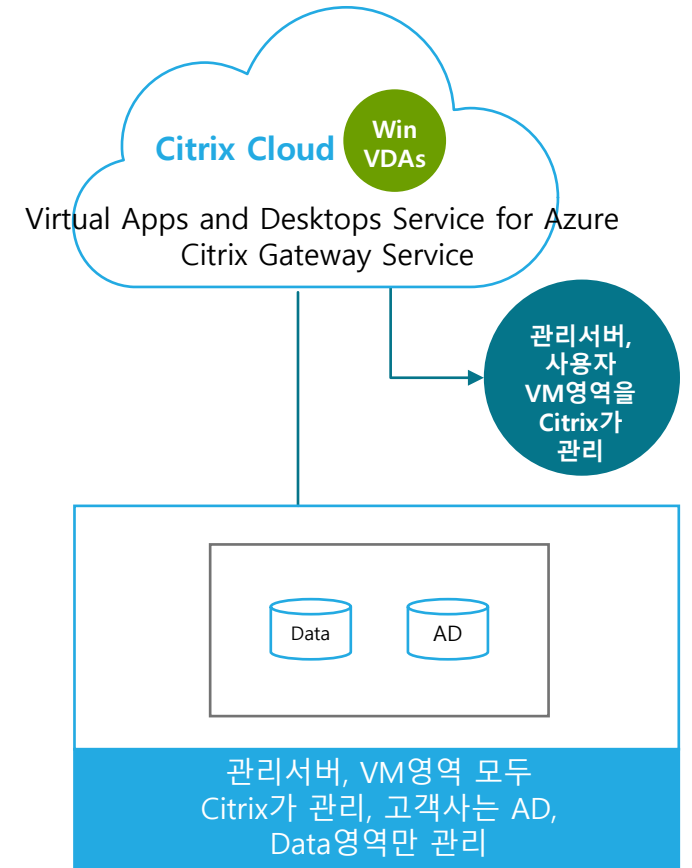 Citrix Cloud
Win
VDAs
Virtual Apps and Desktops Service for Azure
Citrix Gateway Service
관리서버,
사용자
VM영역을
Citrix가
관리
Data
AD
관리서버, VM영역 모두
Citrix가 관리, 고객사는 AD,
Data영역만 관리